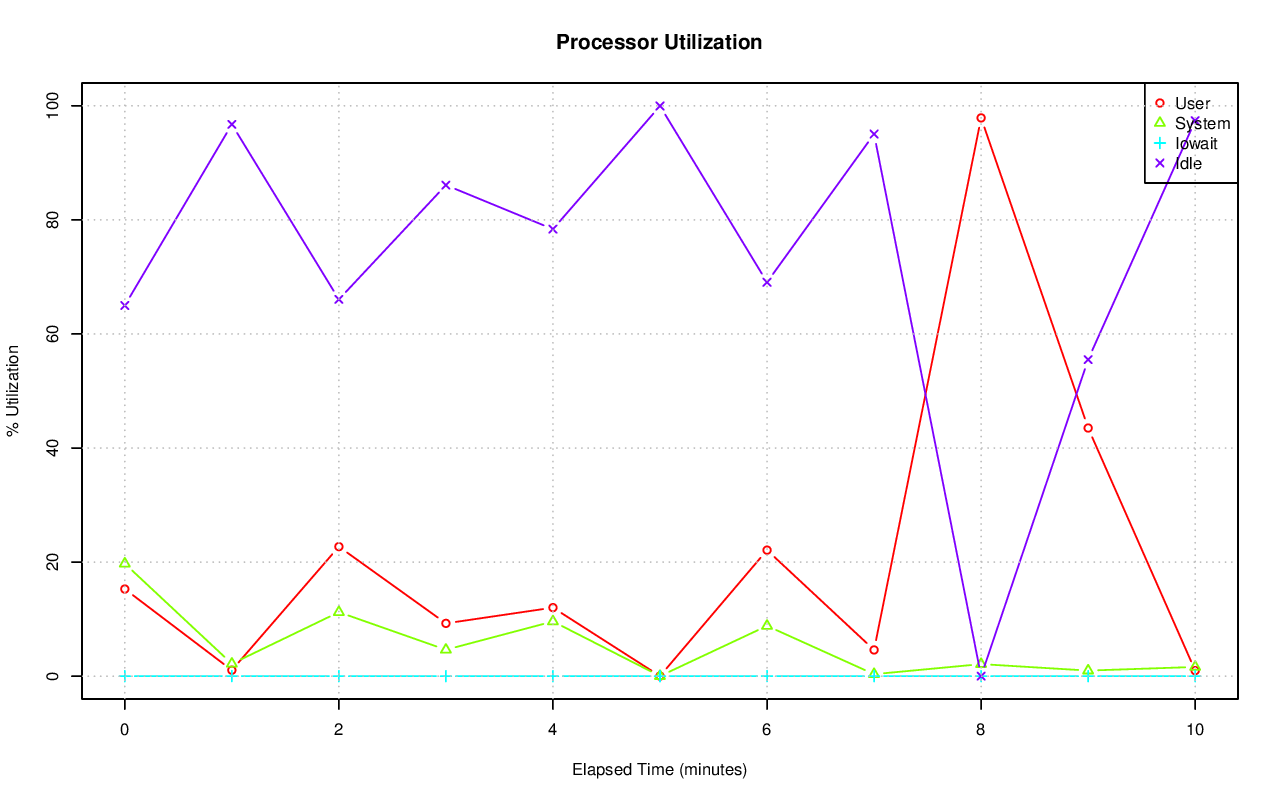 Processor Utilization
User
System
Iowait
Idle
% Utilization
100
80
60
40
20
0
0 2 4 6 8 10
Elapsed Time (minutes)